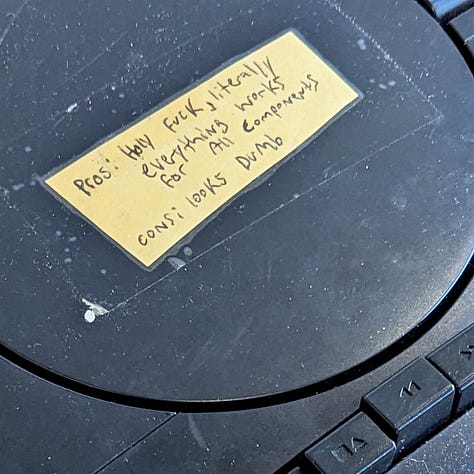 Pros: Holy Fuck, literally
everything works
for All Components
cons: looks Dumb